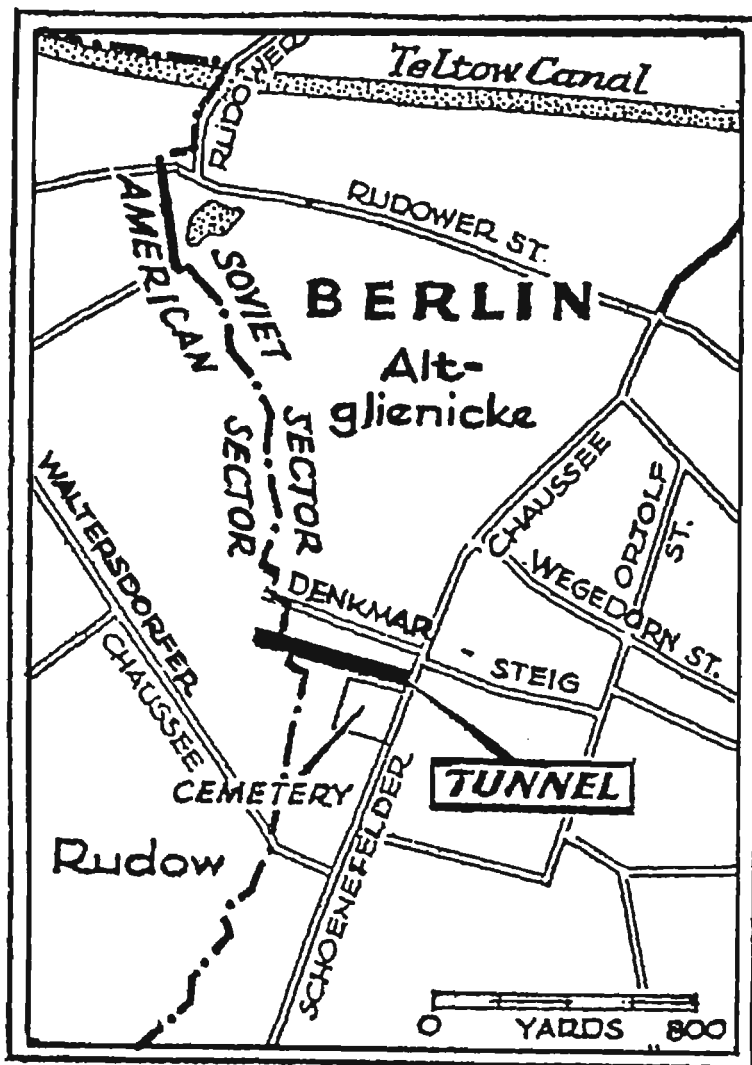 Teltow Canal
RUDOWER
RUDOWER ST.
AMERICAN
SECTOR
SOVIET
SECTOR
BERLIN
Alt-
glienicke
WALTERSDORFER
CHAUSSEE
CHAUSSEE
ORTOLF
ST.
WEGEDORN ST.
DENKMAR - STEIG
CEMETERY
TUNNEL
Rudow
SCHOENEFELDER
0 YARDS 800